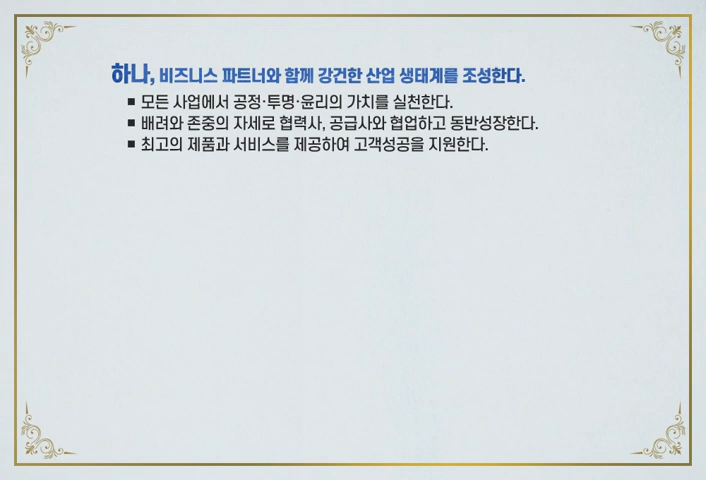 하나, 비즈니스 파트너와 함께 강건한 산업 생태계를 조성한다.
■ 모든 사업에서 공정·투명·윤리의 가치를 실천한다.
■ 배려와 존중의 자세로 협력사, 공급사와 협업하고 동반성장한다.
■ 최고의 제품과 서비스를 제공하여 고객성공을 지원한다.